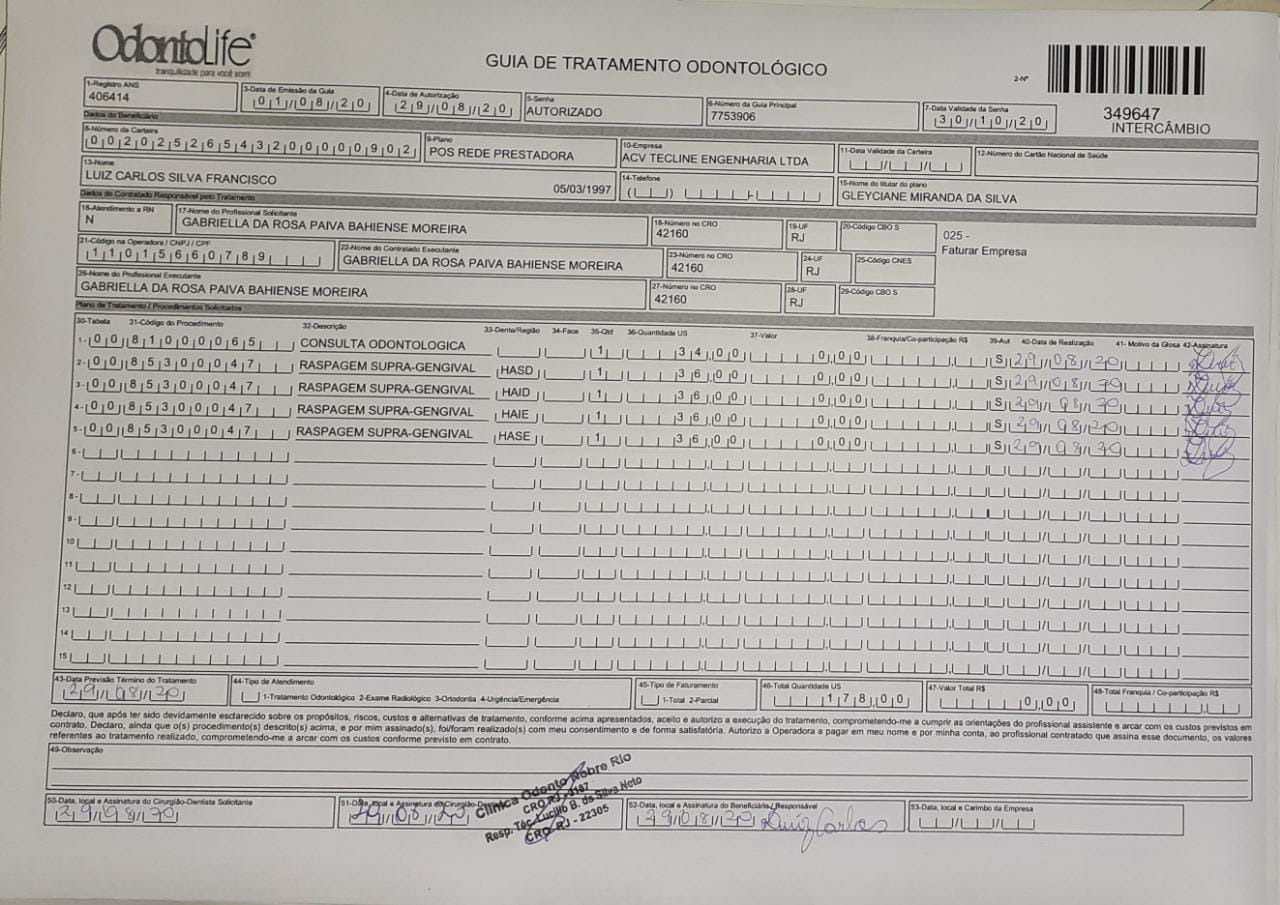 OdontoLife®
tranquilidade para você sorrir
GUIA DE TRATAMENTO ODONTOLÓGICO
2-Nº
349647
INTERCÂMBIO
1-Registro ANS
406414
3-Data de Emissão da Guia
01/08/20
4-Data de Autorização
29/08/20
5-Senha
AUTORIZADO
6-Número da Guia Principal
7753906
7-Data Validade da Senha
30/10/20
Dados do Beneficiário
8-Número da Carteira
00202526543200000902
9-Plano
POS REDE PRESTADORA
10-Empresa
ACV TECLINE ENGENHARIA LTDA
11-Data Validade da Carteira
12-Número do Cartão Nacional de Saúde
13-Nome
LUIZ CARLOS SILVA FRANCISCO 05/03/1997
14-Telefone
15-Nome do titular do plano
GLEYCIANE MIRANDA DA SILVA
Dados do Contratado Responsável pelo Tratamento
16-Atendimento a RN
N
17-Nome do Profissional Solicitante
GABRIELLA DA ROSA PAIVA BAHIENSE MOREIRA
18-Número no CRO
42160
19-UF
RJ
20-Código CBO S
025 -
Faturar Empresa
21-Código na Operadora / CNPJ / CPF
11015660789
22-Nome do Contratado Executante
GABRIELLA DA ROSA PAIVA BAHIENSE MOREIRA
23-Número no CRO
42160
24-UF
RJ
25-Código CNES
26-Nome do Profissional Executante
GABRIELLA DA ROSA PAIVA BAHIENSE MOREIRA
27-Número no CRO
42160
28-UF
RJ
29-Código CBO S
Plano de Tratamento / Procedimentos Solicitados
30-Tabela 31-Código do Procedimento 32-Descrição 33-Dente/Região 34-Face 35-Qtd 36-Quantidade US 37-Valor 38-Franquia/Co-participação R$ 39-Aut 40-Data de Realização 41- Motivo da Glosa 42-Assinatura
1- 00 81000065 CONSULTA ODONTOLOGICA 1 34,00 0,00 S 29/08/20
2- 00 85300047 RASPAGEM SUPRA-GENGIVAL HASD 1 36,00 0,00 S 29/08/20
3- 00 85300047 RASPAGEM SUPRA-GENGIVAL HAID 1 36,00 0,00 S 29/08/20
4- 00 85300047 RASPAGEM SUPRA-GENGIVAL HAIE 1 36,00 0,00 S 29/08/20
5- 00 85300047 RASPAGEM SUPRA-GENGIVAL HASE 1 36,00 0,00 S 29/08/20
6-
7-
8-
9-
10
11
12
13
14
15
43-Data Previsão Término do Tratamento
29/08/20
44-Tipo de Atendimento
1-Tratamento Odontológico 2-Exame Radiológico 3-Ortodontia 4-Urgência/Emergência
45-Tipo de Faturamento
1-Total 2-Parcial
46-Total Quantidade US
178,00
47-Valor Total R$
0,00
48-Total Franquia / Co-participação R$
Declaro, que após ter sido devidamente esclarecido sobre os propósitos, riscos, custos e alternativas de tratamento, conforme acima apresentados, aceito e autorizo a execução do tratamento, comprometendo-me a cumprir as orientações do profissional assistente e arcar com os custos previstos em
contrato. Declaro, ainda que o(s) procedimento(s) descrito(s) acima, e por mim assinado(s), foi/foram realizado(s) com meu consentimento e de forma satisfatória. Autorizo a Operadora a pagar em meu nome e por minha conta, ao profissional contratado que assina esse documento, os valores
referentes ao tratamento realizado, comprometendo-me a arcar com os custos conforme previsto em contrato.
49-Observação
50-Data, local e Assinatura do Cirurgião-Dentista Solicitante
29/08/20
51-Data, local e Assinatura do Cirurgião-Dentista
29/08/20
Clínica Odonto Nobre Rio
Resp. Téc. Lucílio B. da Silva Neto
CRO RJ - 22305
52-Data, local e Assinatura do Beneficiário / Responsável
29/08/20 Luiz Carlos
53-Data, local e Carimbo da Empresa